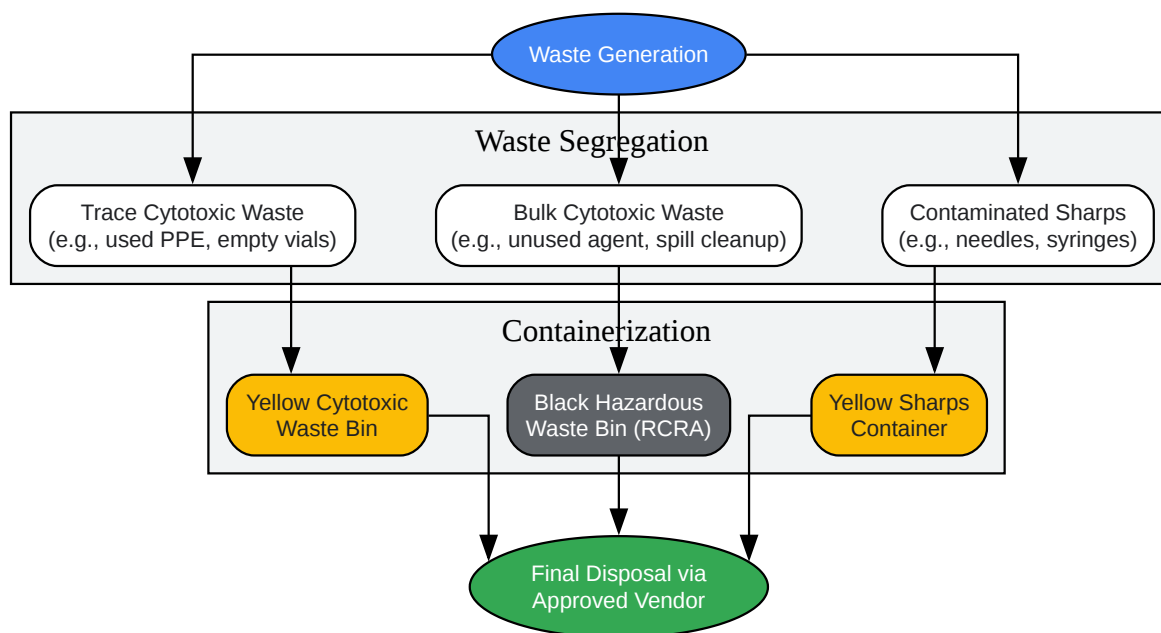 Waste Generation
Waste Segregation
Trace Cytotoxic Waste
(e.g., used PPE, empty vials)
Bulk Cytotoxic Waste
(e.g., unused agent, spill cleanup)
Contaminated Sharps
(e.g., needles, syringes)
Containerization
Yellow Cytotoxic
Waste Bin
Black Hazardous
Waste Bin (RCRA)
Yellow Sharps
Container
Final Disposal via
Approved Vendor